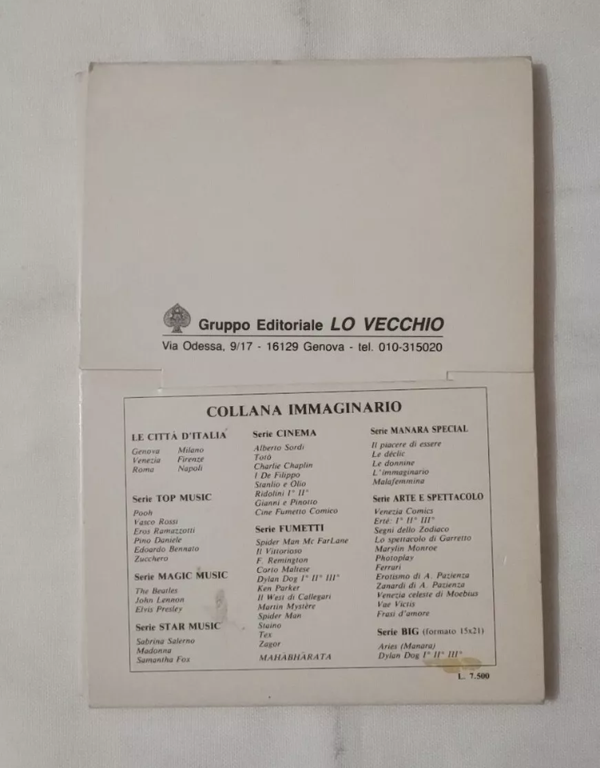 Gruppo Editoriale LO VECCHIO
Via Odessa, 9/17 - 16129 Genova - tel. 010-315020
COLLANA IMMAGINARIO
LE CITTÀ D'ITALIA
Genova Milano
Venezia Firenze
Roma Napoli
Serie TOP MUSIC
Pooh
Vasco Rossi
Eros Ramazzotti
Pino Daniele
Edoardo Bennato
Zucchero
Serie MAGIC MUSIC
The Beatles
John Lennon
Elvis Presley
Serie STAR MUSIC
Sabrina Salerno
Madonna
Samantha Fox
Serie CINEMA
Alberto Sordi
Totò
Charlie Chaplin
I De Filippo
Stanlio e Olio
Ridolini I° II°
Gianni e Pinotto
Cine Fumetto Comico
Serie FUMETTI
Spider Man Mc FarLane
Il Vittorioso
F. Remington
Corto Maltese
Dylan Dog I° II° III°
Ken Parker
Il West di Callegari
Martin Mystère
Spider Man
Staino
Tex
Zagor
MAHĀBHĀRATA
Serie MANARA SPECIAL
Il piacere di essere
Le déclic
Le donnine
L'immaginario
Malafemmina
Serie ARTE E SPETTACOLO
Venezia Comics
Erté: I° II° III°
Segni dello Zodiaco
Lo spettacolo di Garretto
Marylin Monroe
Photoplay
Ferrari
Erotismo di A. Pazienza
Zanardi di A. Pazienza
Venezia celeste di Moebius
Vae Victis
Frasi d'amore
Serie BIG (formato 15x21)
Aries (Manara)
Dylan Dog I° II° III°
L. 7.500